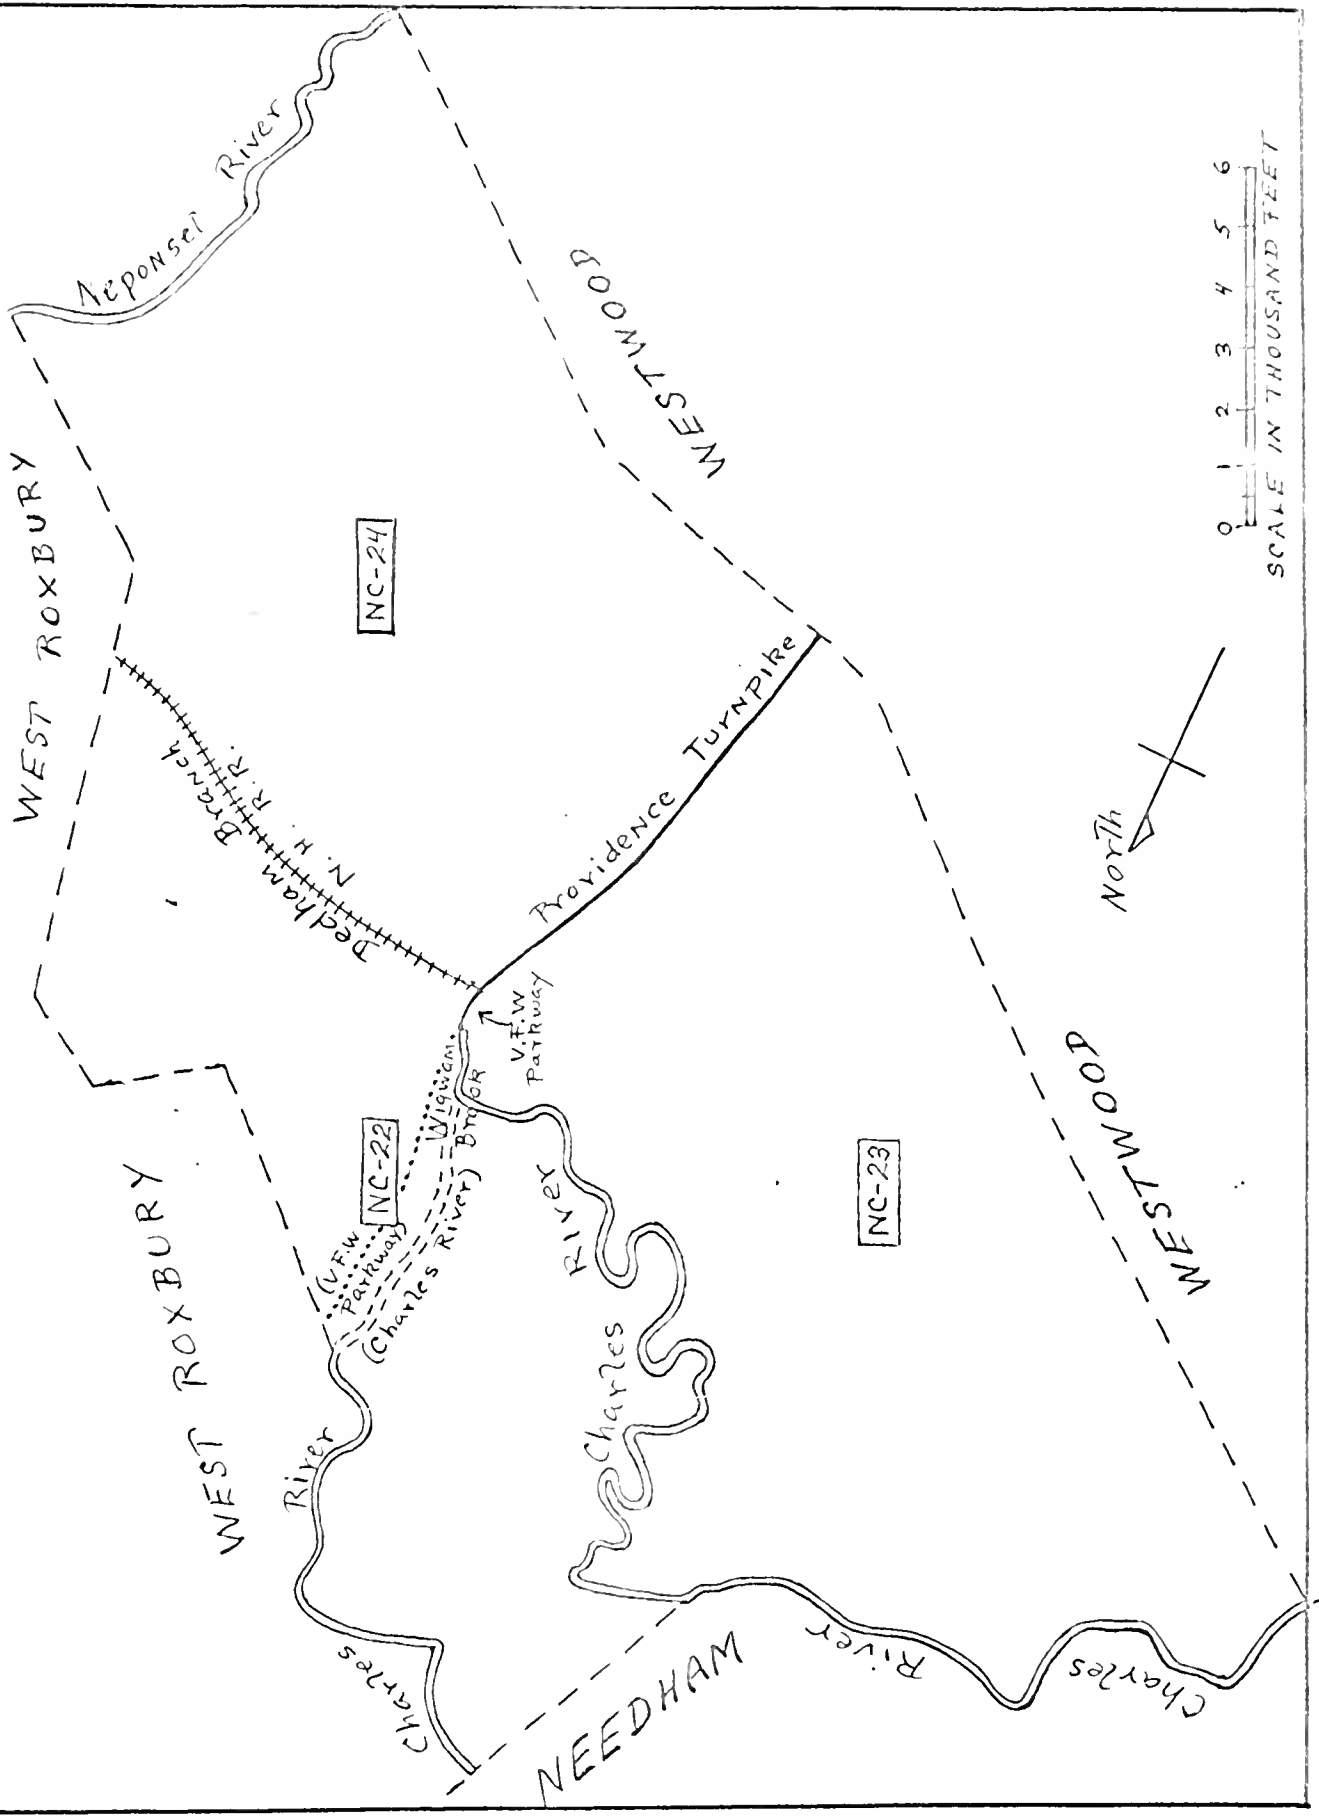 Neponset River
WEST ROXBURY
WESTWOOD
NC-24
0 1 2 3 4 5 6
SCALE IN THOUSAND FEET
Dedham Branch
N. H. R.R.
Providence Turnpike
North
V.F.W
Parkway
Wigwam
Brook
NC-22
(V.F.W
Parkway)
(Charles River)
WEST ROXBURY
Charles River
NC-23
WESTWOOD
Charles River
NEEDHAM
Charles River